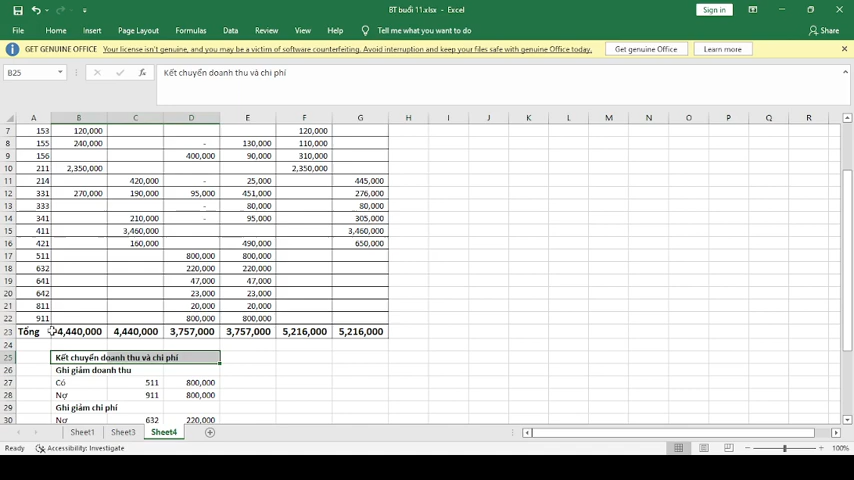 BT buổi 11.xlsx - Excel
Sign in
File Home Insert Page Layout Formulas Data Review View Help Tell me what you want to do Share
GET GENUINE OFFICE Your license isn't genuine, and you may be a victim of software counterfeiting. Avoid interruption and keep your files safe with genuine Office today. Get genuine Office Learn more
B25 fx Kết chuyển doanh thu và chi phí
A B C D E F G H I J K L M N O P Q R
7 153 120,000 120,000
8 155 240,000 - 130,000 110,000
9 156 400,000 90,000 310,000
10 211 2,350,000 2,350,000
11 214 420,000 - 25,000 445,000
12 331 270,000 190,000 95,000 451,000 276,000
13 333 - 80,000 80,000
14 341 210,000 - 95,000 305,000
15 411 3,460,000 3,460,000
16 421 160,000 490,000 650,000
17 511 800,000 800,000
18 632 220,000 220,000
19 641 47,000 47,000
20 642 23,000 23,000
21 811 20,000 20,000
22 911 800,000 800,000
23 Tổng 4,440,000 4,440,000 3,757,000 3,757,000 5,216,000 5,216,000
24
25 Kết chuyển doanh thu và chi phí
26 Ghi giảm doanh thu
27 Có 511 800,000
28 Nợ 911 800,000
29 Ghi giảm chi phí
30 Nợ 632 220,000
Sheet1 Sheet3 Sheet4
Ready Accessibility: Investigate 100%